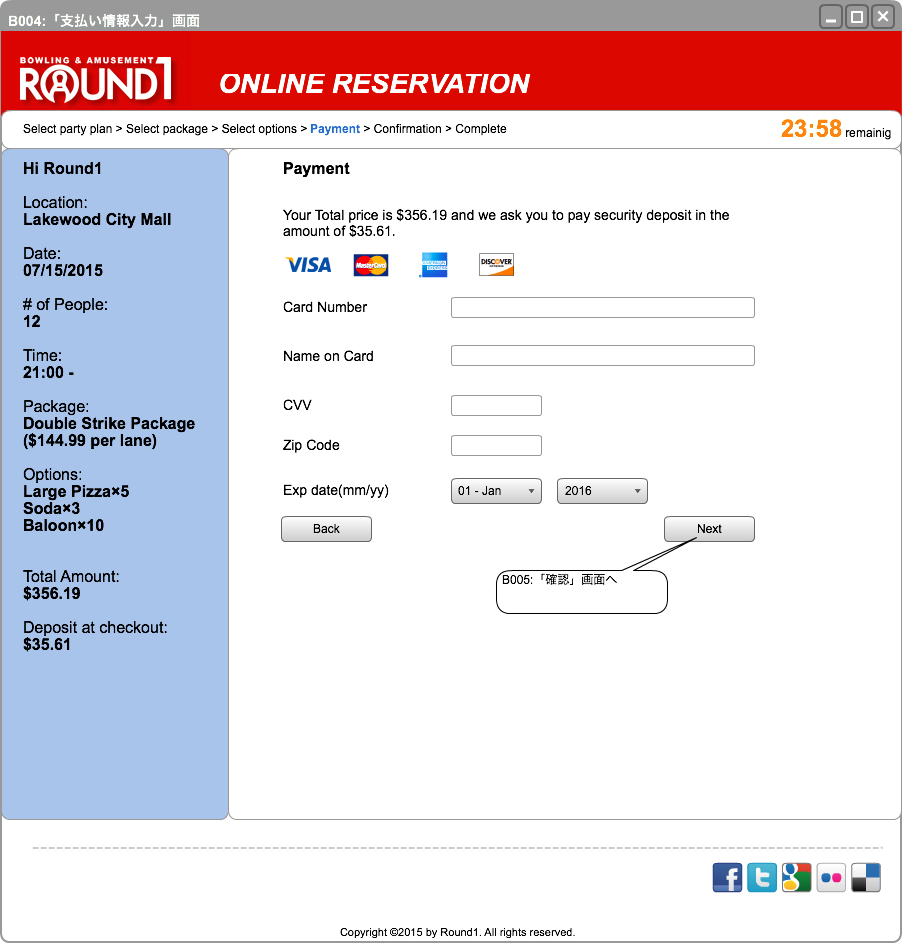 B004:「支払い情報入力」画面
BOWLING & AMUSEMENT
ROUND1
ONLINE RESERVATION
Select party plan > Select package > Select options > Payment > Confirmation > Complete
23:58 remainig
Hi Round1
Location:
Lakewood City Mall
Date:
07/15/2015
# of People:
12
Time:
21:00 -
Package:
Double Strike Package
($144.99 per lane)
Options:
Large Pizza×5
Soda×3
Baloon×10
Total Amount:
$356.19
Deposit at checkout:
$35.61
Payment
Your Total price is $356.19 and we ask you to pay security deposit in the
amount of $35.61.
VISA MasterCard DISCOVER
Card Number
Name on Card
CVV
Zip Code
Exp date(mm/yy) 01 - Jan 2016
Back Next
B005:「確認」画面へ
Copyright ©2015 by Round1. All rights reserved.